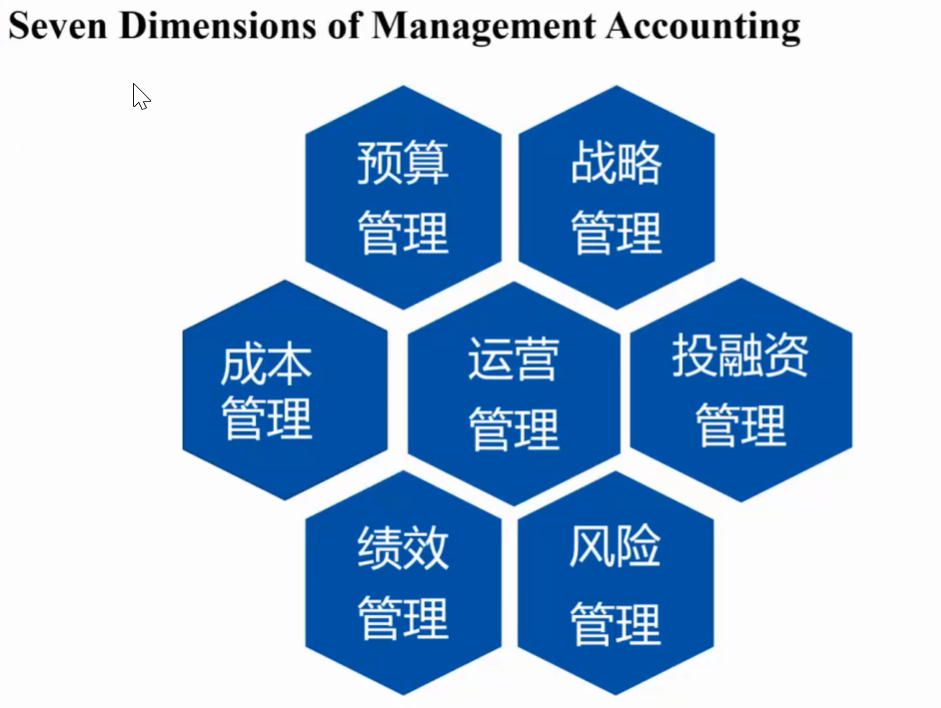 Seven Dimensions of Management Accounting
预算
管理
战略
管理
成本
管理
运营
管理
投融资
管理
绩效
管理
风险
管理